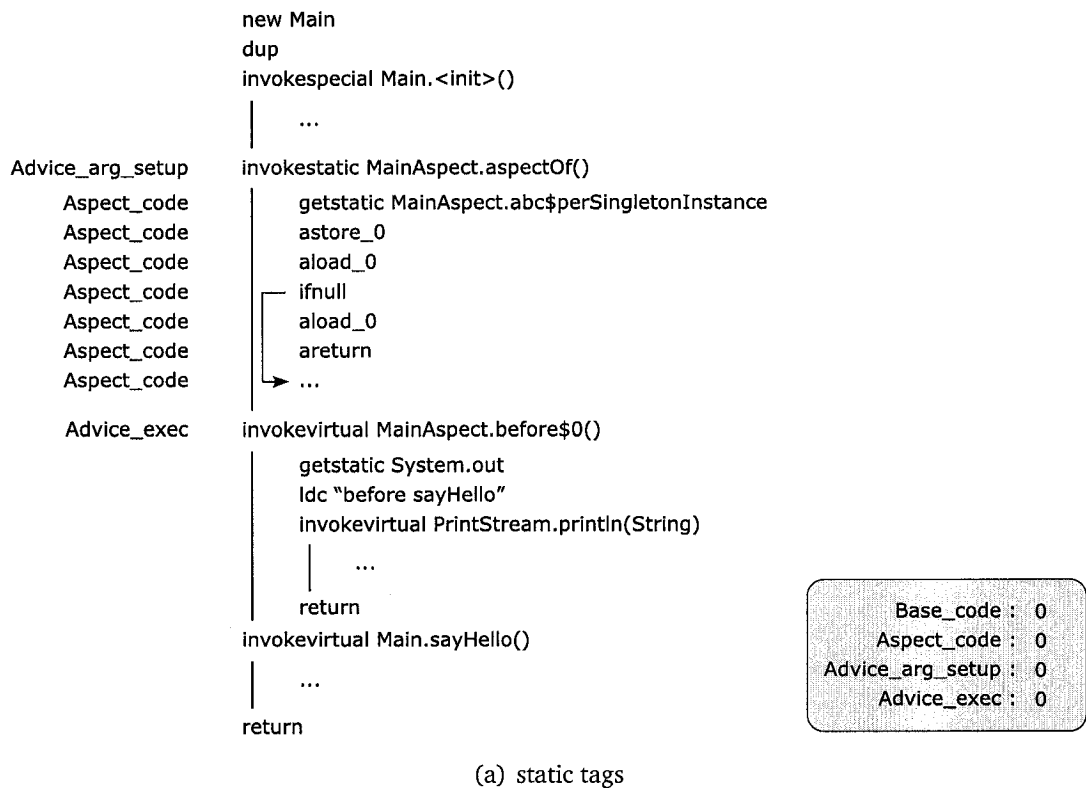 new Main
dup
invokespecial Main.<init>()
...
Advice_arg_setup invokestatic MainAspect.aspectOf()
Aspect_code getstatic MainAspect.abc$perSingletonInstance
Aspect_code astore_0
Aspect_code aload_0
Aspect_code ifnull
Aspect_code aload_0
Aspect_code areturn
Aspect_code ...
Advice_exec invokevirtual MainAspect.before$0()
getstatic System.out
ldc “before sayHello”
invokevirtual PrintStream.println(String)
...
return
invokevirtual Main.sayHello()
...
return
Base_code : 0
Aspect_code : 0
Advice_arg_setup : 0
Advice_exec : 0
(a) static tags